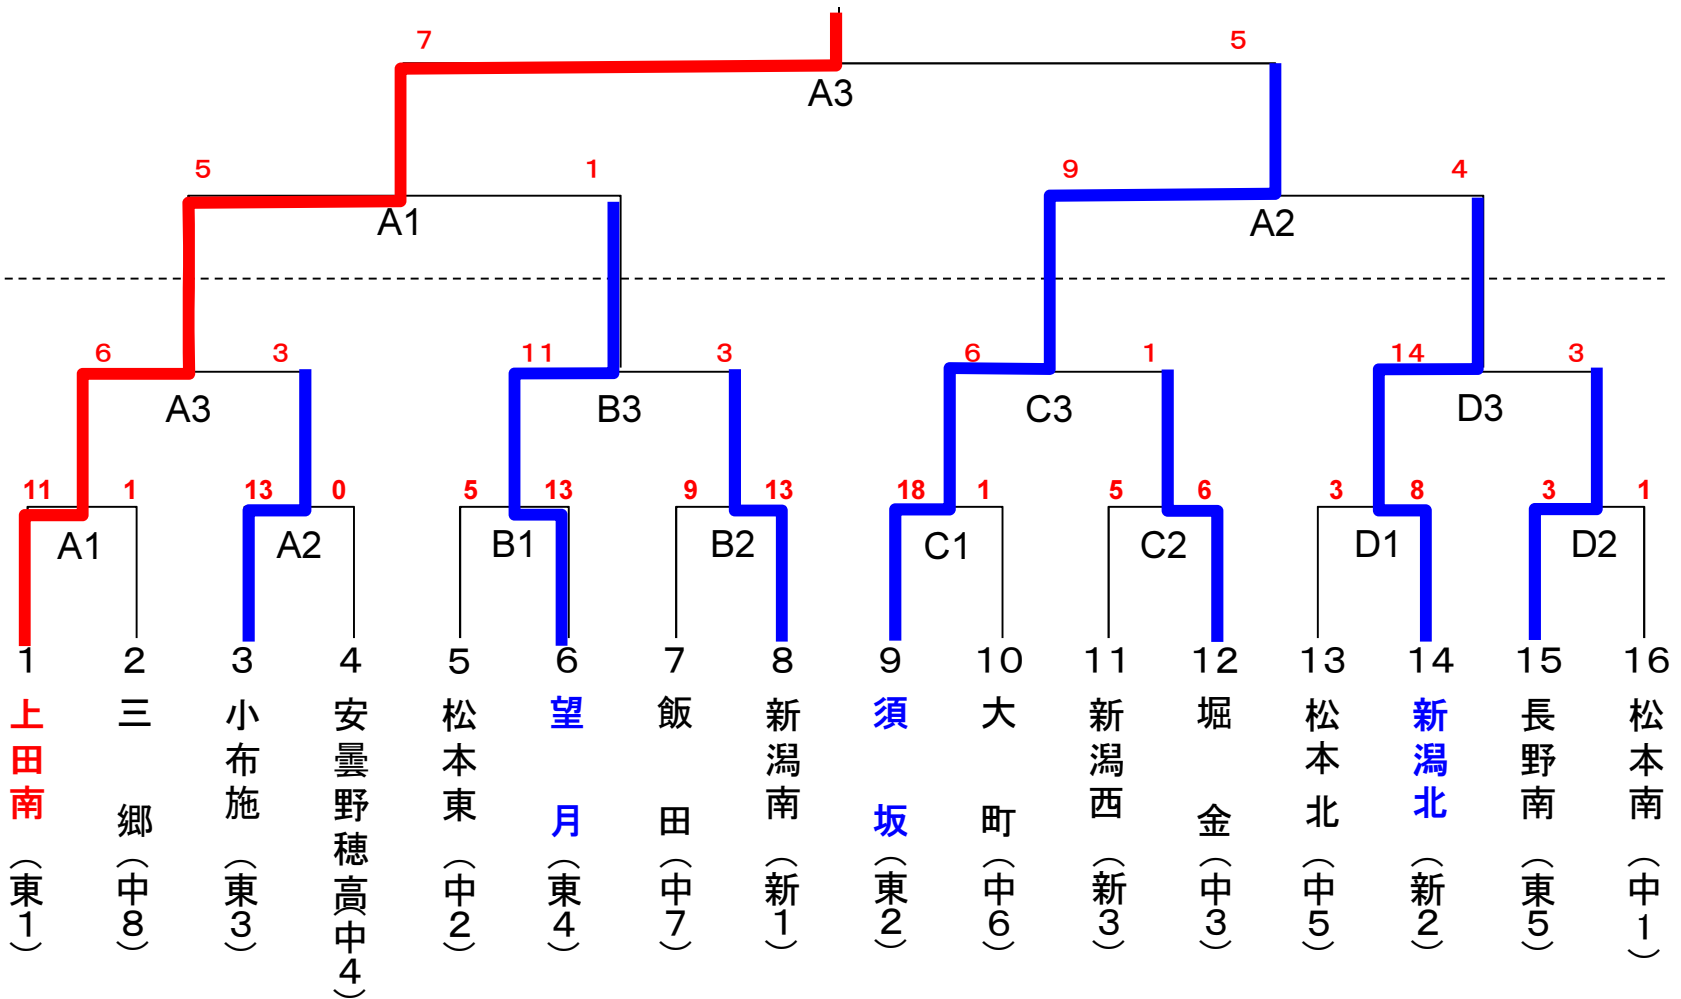 7 5
A3
5 1 9 4
A1 A2
6 3 11 3 6 1 14 3
A3 B3 C3 D3
11 1 13 0 5 13 9 13 18 1 5 6 3 8 3 1
A1 A2 B1 B2 C1 C2 D1 D2
1 2 3 4 5 6 7 8 9 10 11 12 13 14 15 16
上田南（東1）
三郷（中8）
小布施（東3）
安曇野穂高（中4）
松本東（中2）
望月（東4）
飯田（中7）
新潟南（新1）
須坂（東2）
大町（中6）
新潟西（新3）
堀金（中3）
松本北（中5）
新潟北（新2）
長野南（東5）
松本南（中1）